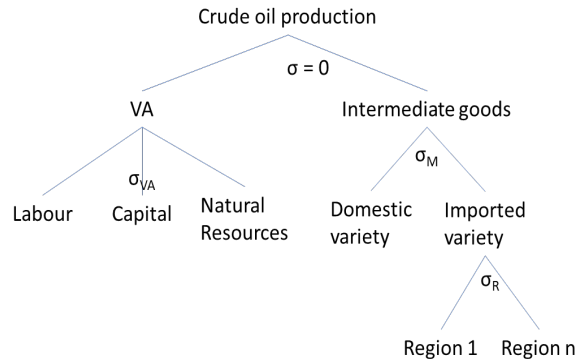 Crude oil production
σ = 0
VA
Intermediate goods
σVA
σM
Labour
Capital
Natural
Resources
Domestic
variety
Imported
variety
σR
Region 1
Region n